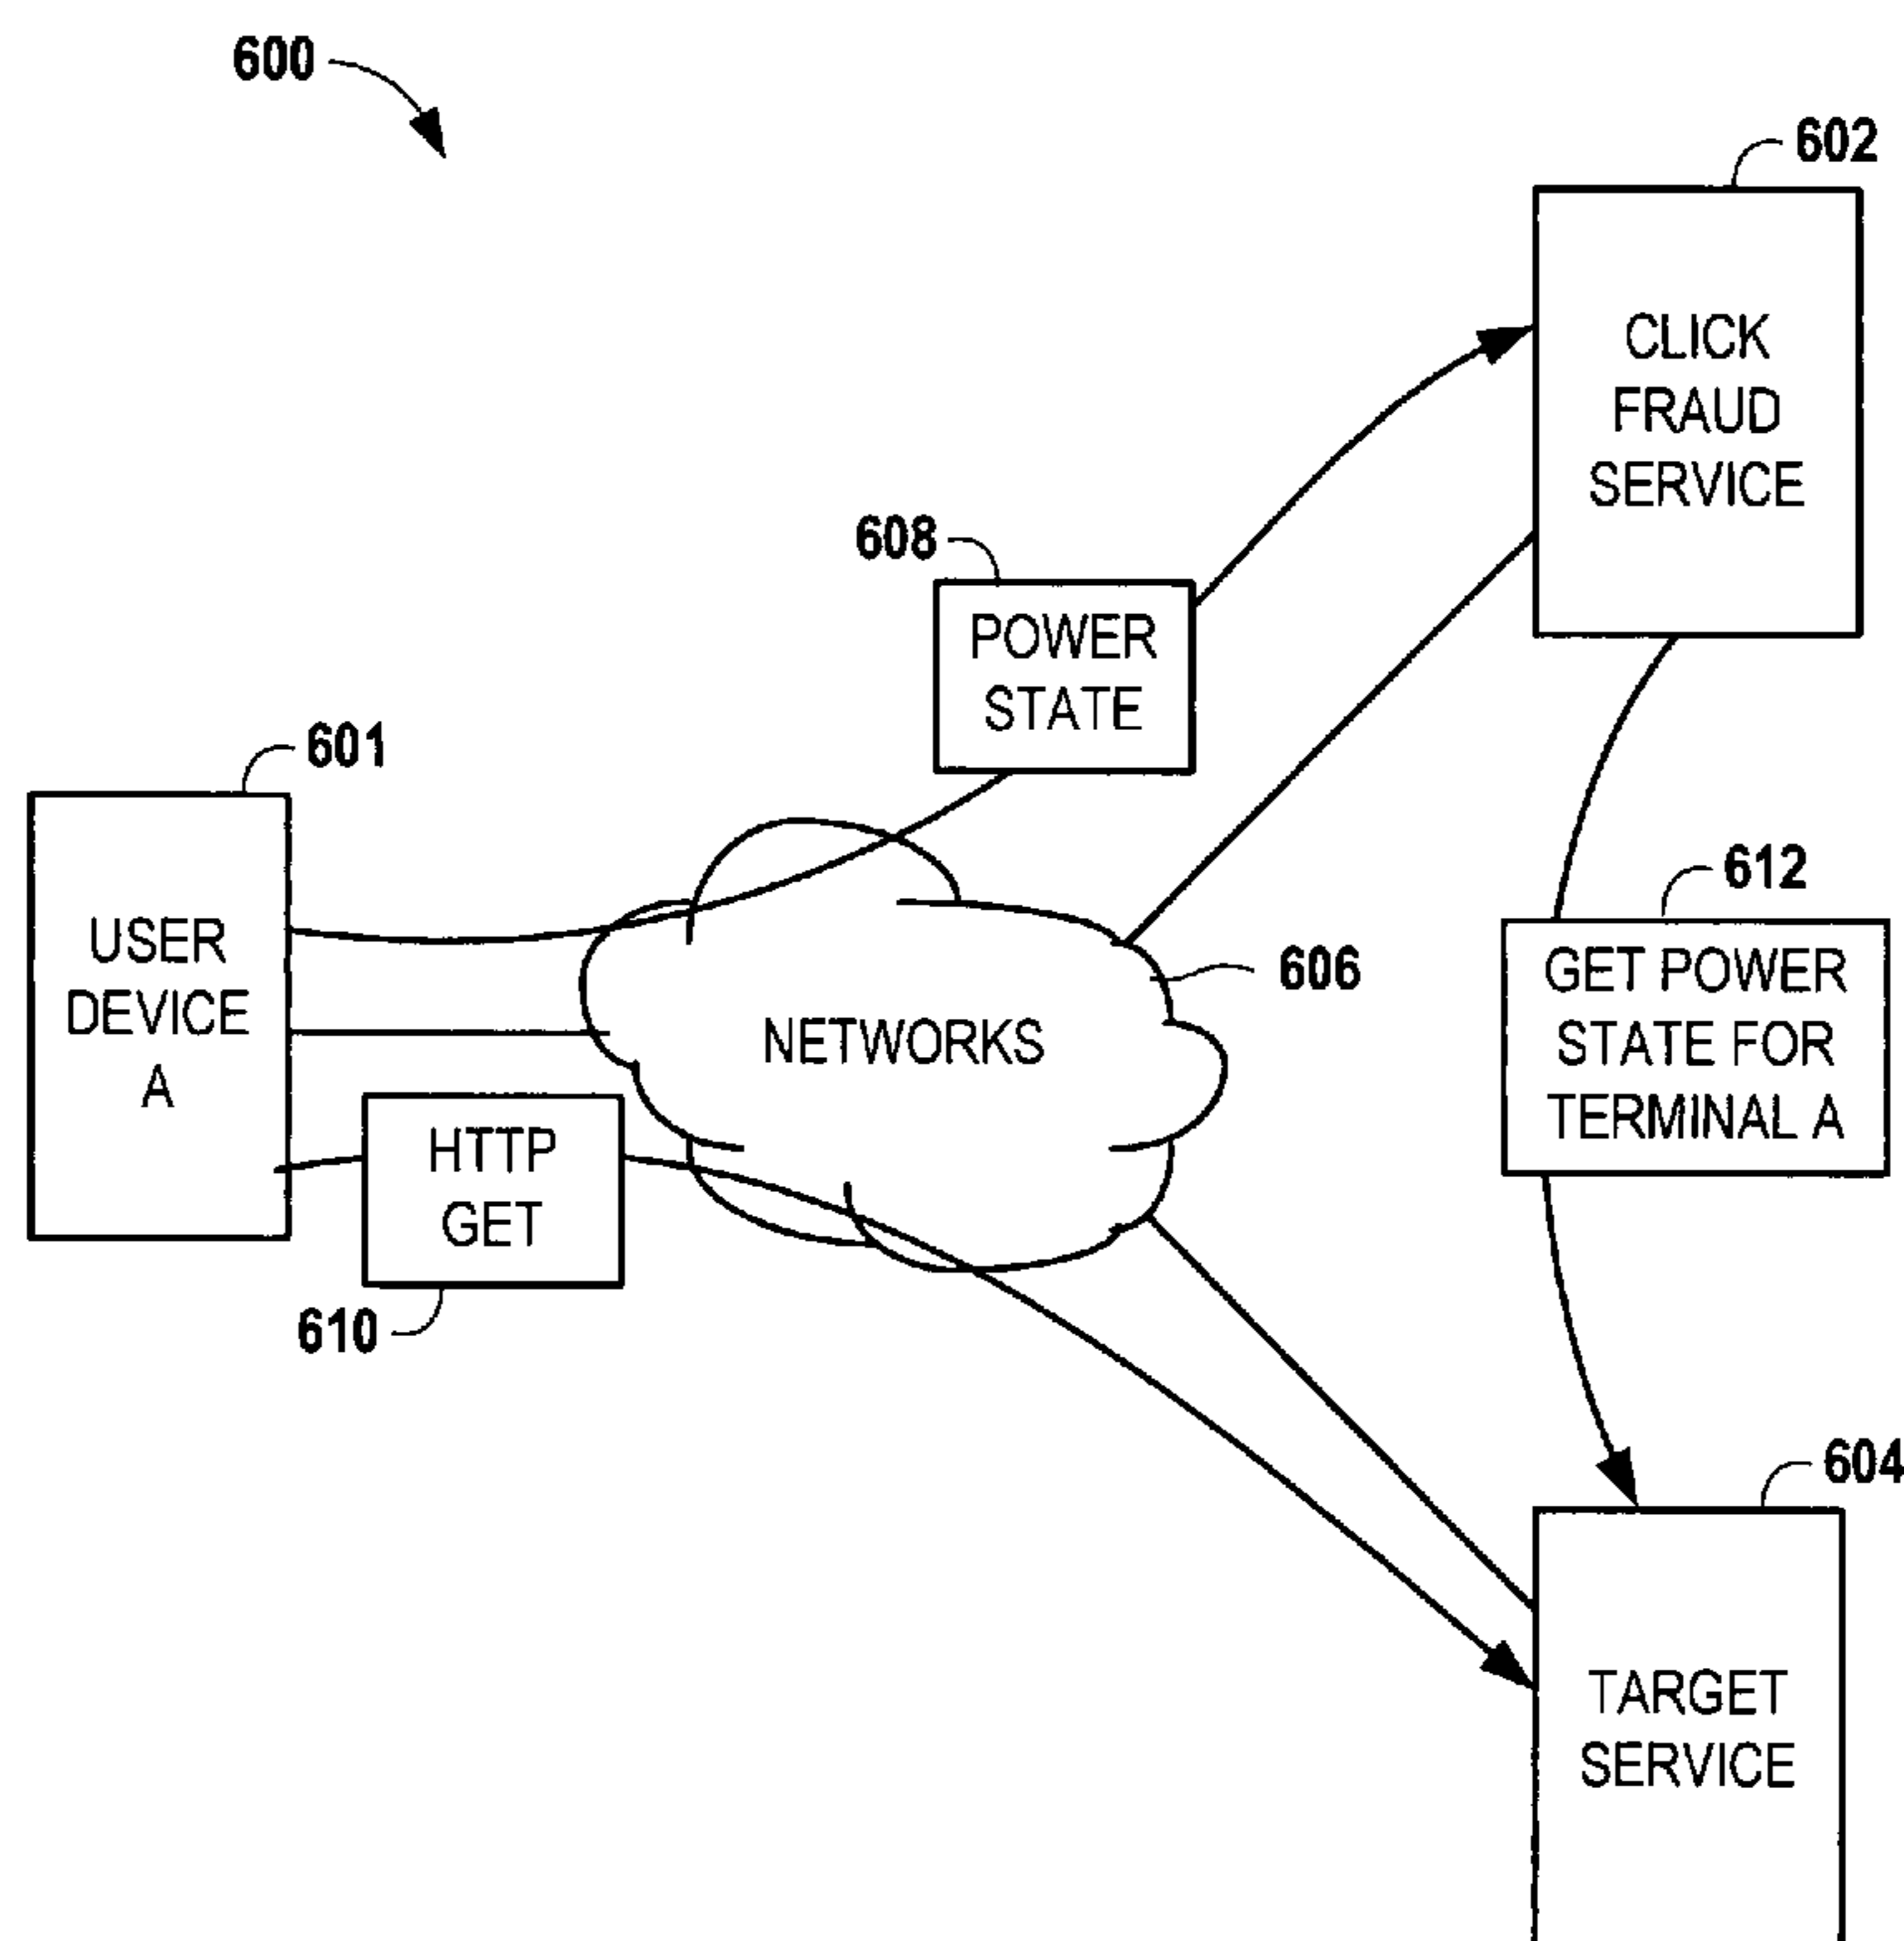 600
602
CLICK
FRAUD
SERVICE
608
POWER
STATE
601
USER
DEVICE
A
612
GET POWER
STATE FOR
TERMINAL A
606
NETWORKS
HTTP
GET
610
604
TARGET
SERVICE